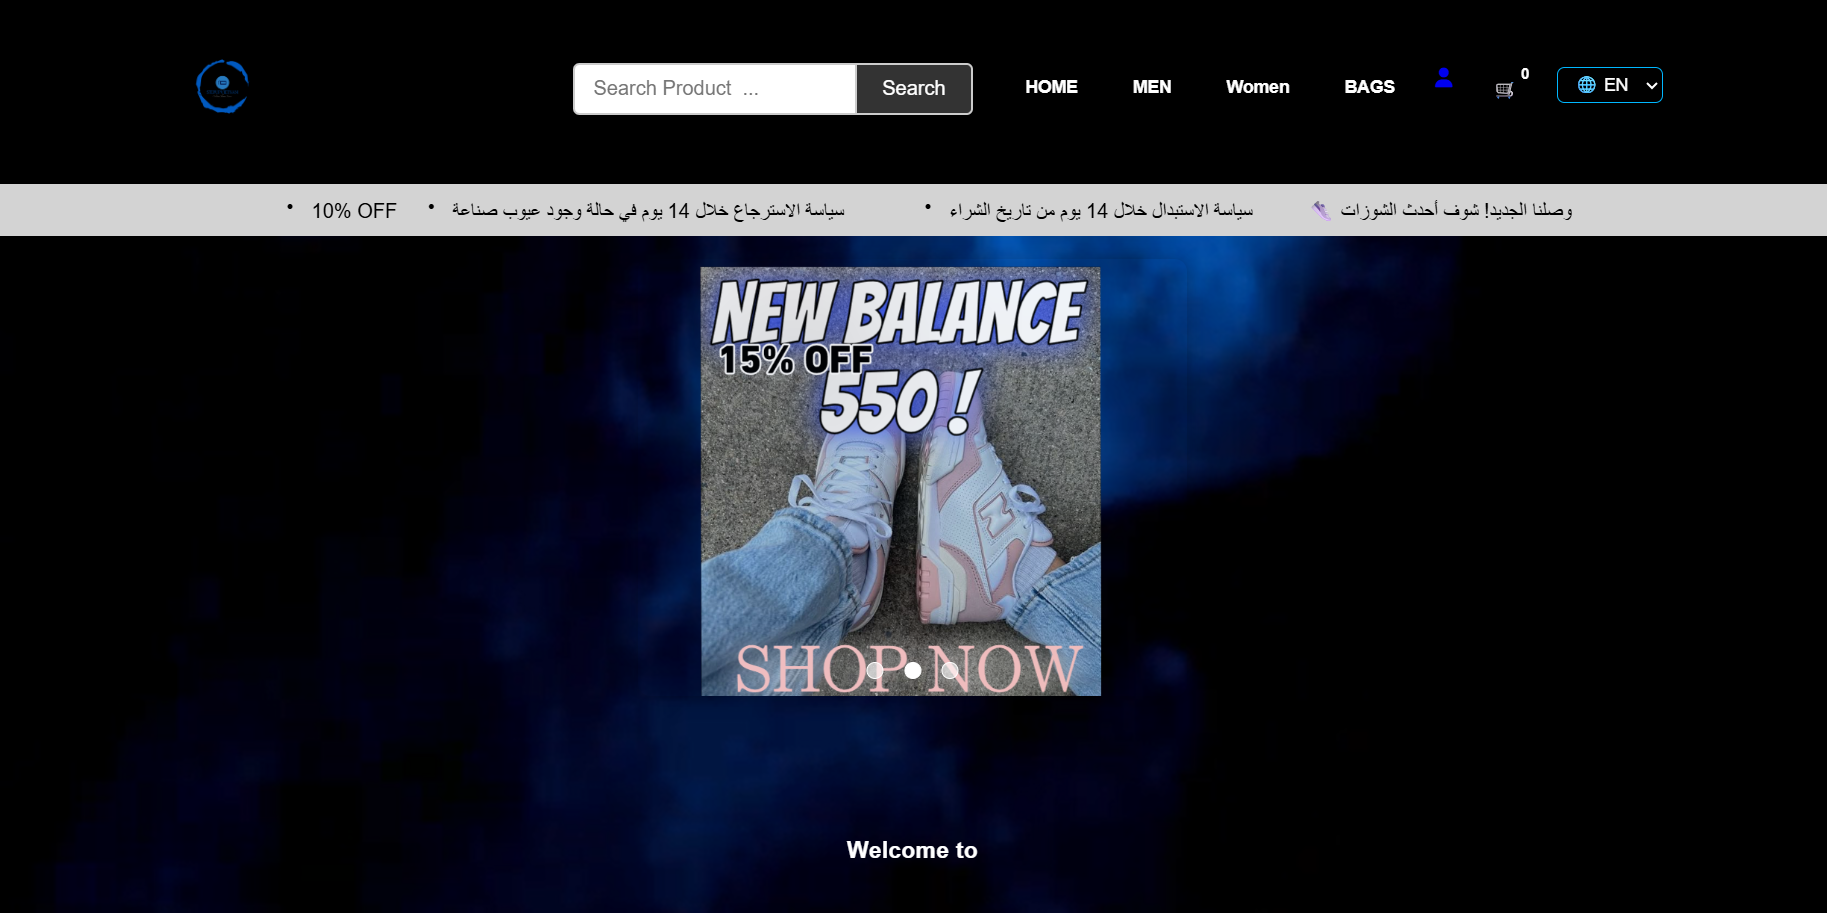 Search Product ...
Search
HOME
MEN
Women
BAGS
0
EN
وصلنا الجديد! شوف أحدث الشوزات
سياسة الاستبدال خلال 14 يوم من تاريخ الشراء •
سياسة الاسترجاع خلال 14 يوم في حالة وجود عيوب صناعة •
• 10% OFF
NEW BALANCE
15% OFF
550 !
SHOP NOW
Welcome to